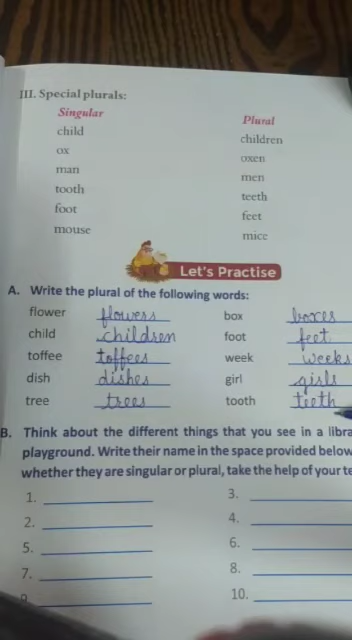 III. Special plurals:
Singular Plural
child children
ox oxen
man men
tooth teeth
foot feet
mouse mice
Let's Practise
A. Write the plural of the following words:
flower flowers box boxes
child children foot feet
toffee toffees week weeks
dish dishes girl girls
tree trees tooth teeth
B. Think about the different things that you see in a libra
playground. Write their name in the space provided below
whether they are singular or plural, take the help of your te
1. 3.
2. 4.
5. 6.
7. 8.
9. 10.